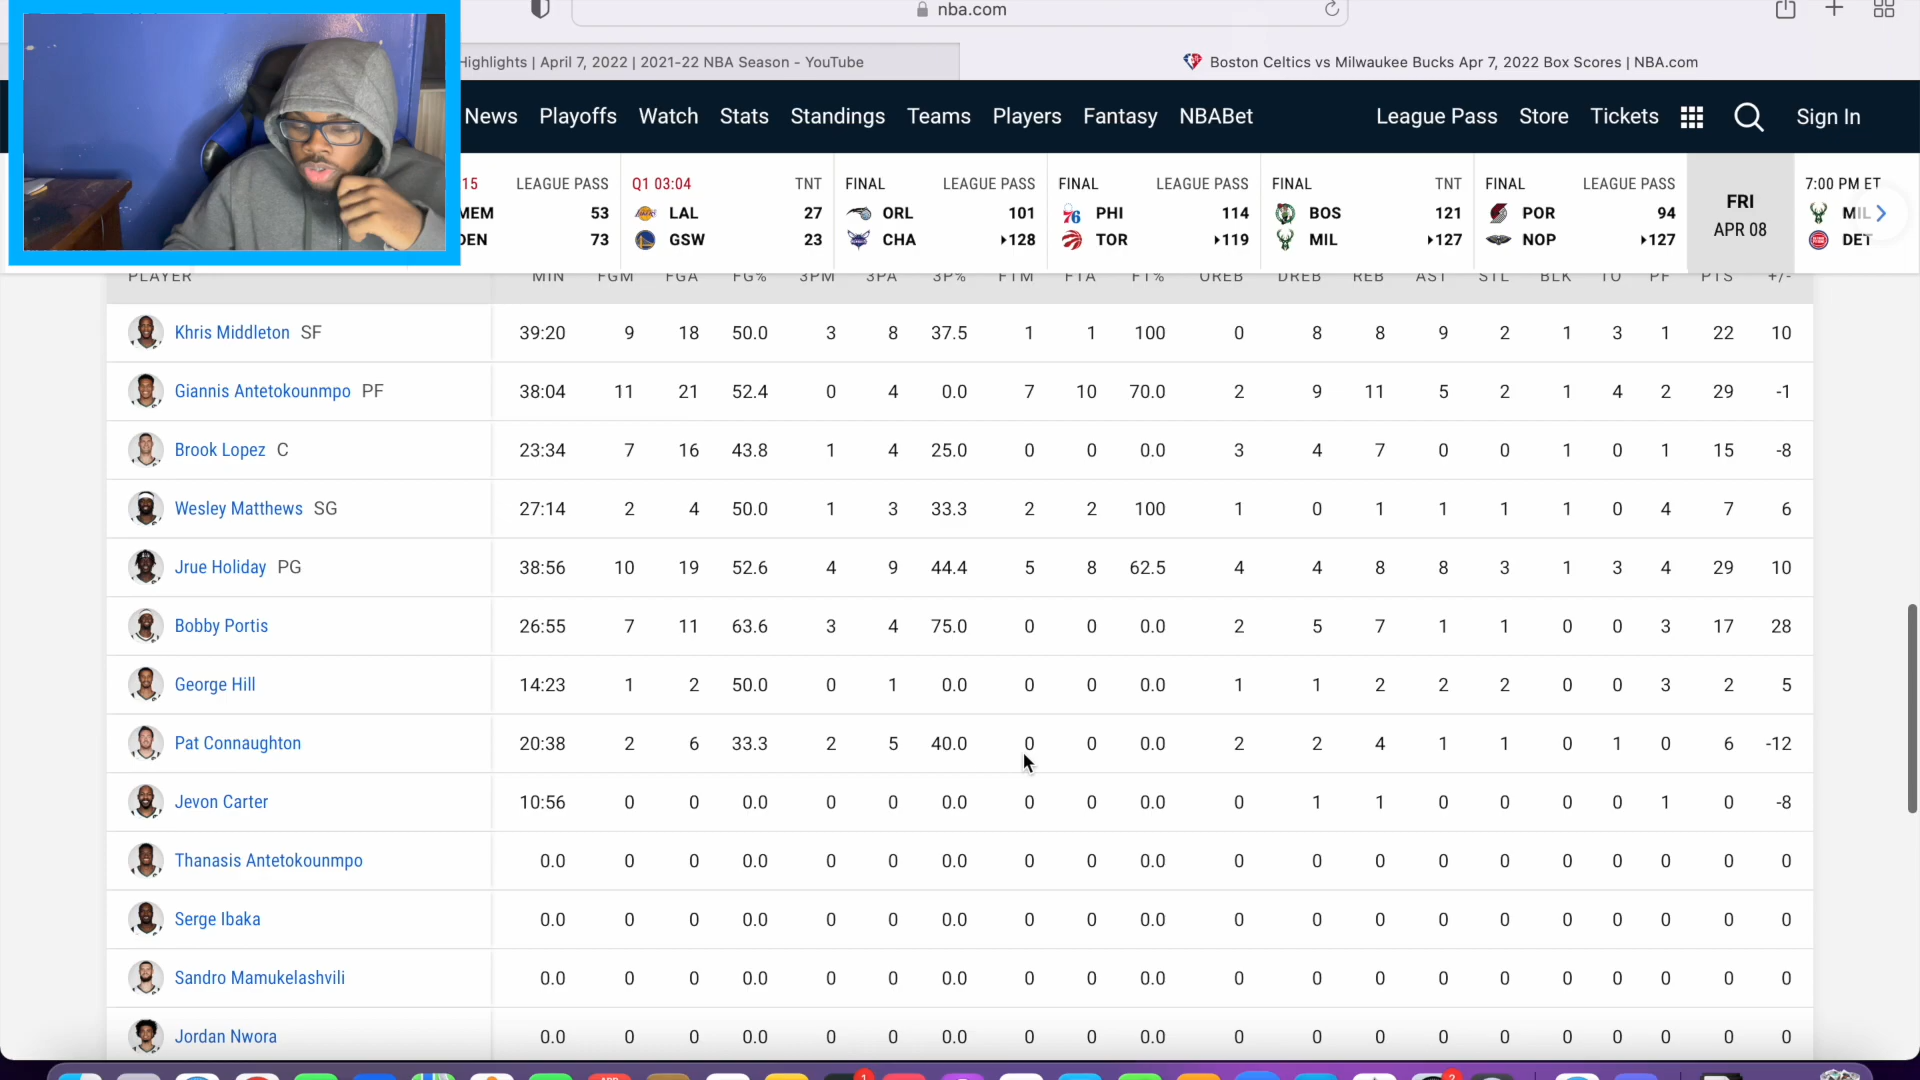 nba.com
Highlights | April 7, 2022 | 2021-22 NBA Season - YouTube
Boston Celtics vs Milwaukee Bucks Apr 7, 2022 Box Scores | NBA.com
News Playoffs Watch Stats Standings Teams Players Fantasy NBABet League Pass Store Tickets Sign In
15 LEAGUE PASS Q1 03:04 TNT FINAL LEAGUE PASS FINAL LEAGUE PASS FINAL TNT FINAL LEAGUE PASS FRI 7:00 PM ET
MEM 53 LAL 27 ORL 101 PHI 114 BOS 121 POR 94 APR 08 MIL
DEN 73 GSW 23 CHA 128 TOR 119 MIL 127 NOP 127 DET
PLAYER MIN FGM FGA FG% 3PM 3PA 3P% FTM FTA FT% OREB DREB REB AST STL BLK TO PF PTS +/-
Khris Middleton SF 39:20 9 18 50.0 3 8 37.5 1 1 100 0 8 8 9 2 1 3 1 22 10
Giannis Antetokounmpo PF 38:04 11 21 52.4 0 4 0.0 7 10 70.0 2 9 11 5 2 1 4 2 29 -1
Brook Lopez C 23:34 7 16 43.8 1 4 25.0 0 0 0.0 3 4 7 0 0 1 0 1 15 -8
Wesley Matthews SG 27:14 2 4 50.0 1 3 33.3 2 2 100 1 0 1 1 1 1 0 4 7 6
Jrue Holiday PG 38:56 10 19 52.6 4 9 44.4 5 8 62.5 4 4 8 8 3 1 3 4 29 10
Bobby Portis 26:55 7 11 63.6 3 4 75.0 0 0 0.0 2 5 7 1 1 0 0 3 17 28
George Hill 14:23 1 2 50.0 0 1 0.0 0 0 0.0 1 1 2 2 2 0 0 3 2 5
Pat Connaughton 20:38 2 6 33.3 2 5 40.0 0 0 0.0 2 2 4 1 1 0 1 0 6 -12
Jevon Carter 10:56 0 0 0.0 0 0 0.0 0 0 0.0 0 1 1 0 0 0 0 1 0 -8
Thanasis Antetokounmpo 0.0 0 0 0.0 0 0 0.0 0 0 0.0 0 0 0 0 0 0 0 0 0 0
Serge Ibaka 0.0 0 0 0.0 0 0 0.0 0 0 0.0 0 0 0 0 0 0 0 0 0 0
Sandro Mamukelashvili 0.0 0 0 0.0 0 0 0.0 0 0 0.0 0 0 0 0 0 0 0 0 0 0
Jordan Nwora 0.0 0 0 0.0 0 0 0.0 0 0 0.0 0 0 0 0 0 0 0 0 0 0